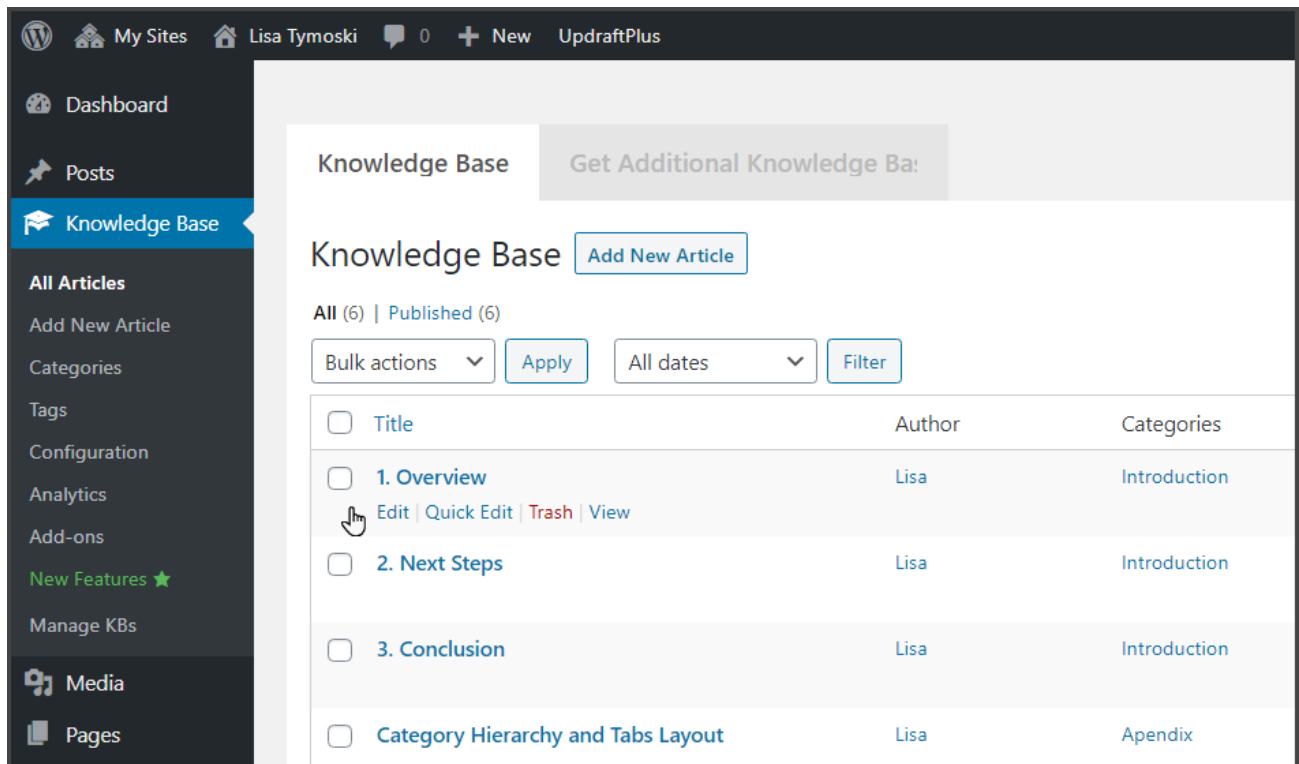 My Sites Lisa Tymoski 0 New UpdraftPlus
Dashboard
Posts
Knowledge Base
All Articles
Add New Article
Categories
Tags
Configuration
Analytics
Add-ons
New Features
Manage KBs
Media
Pages
Knowledge Base Get Additional Knowledge Ba
Knowledge Base Add New Article
All (6) | Published (6)
Bulk actions Apply All dates Filter
Title Author Categories
1. Overview Lisa Introduction
Edit | Quick Edit | Trash | View
2. Next Steps Lisa Introduction
3. Conclusion Lisa Introduction
Category Hierarchy and Tabs Layout Lisa Apendix